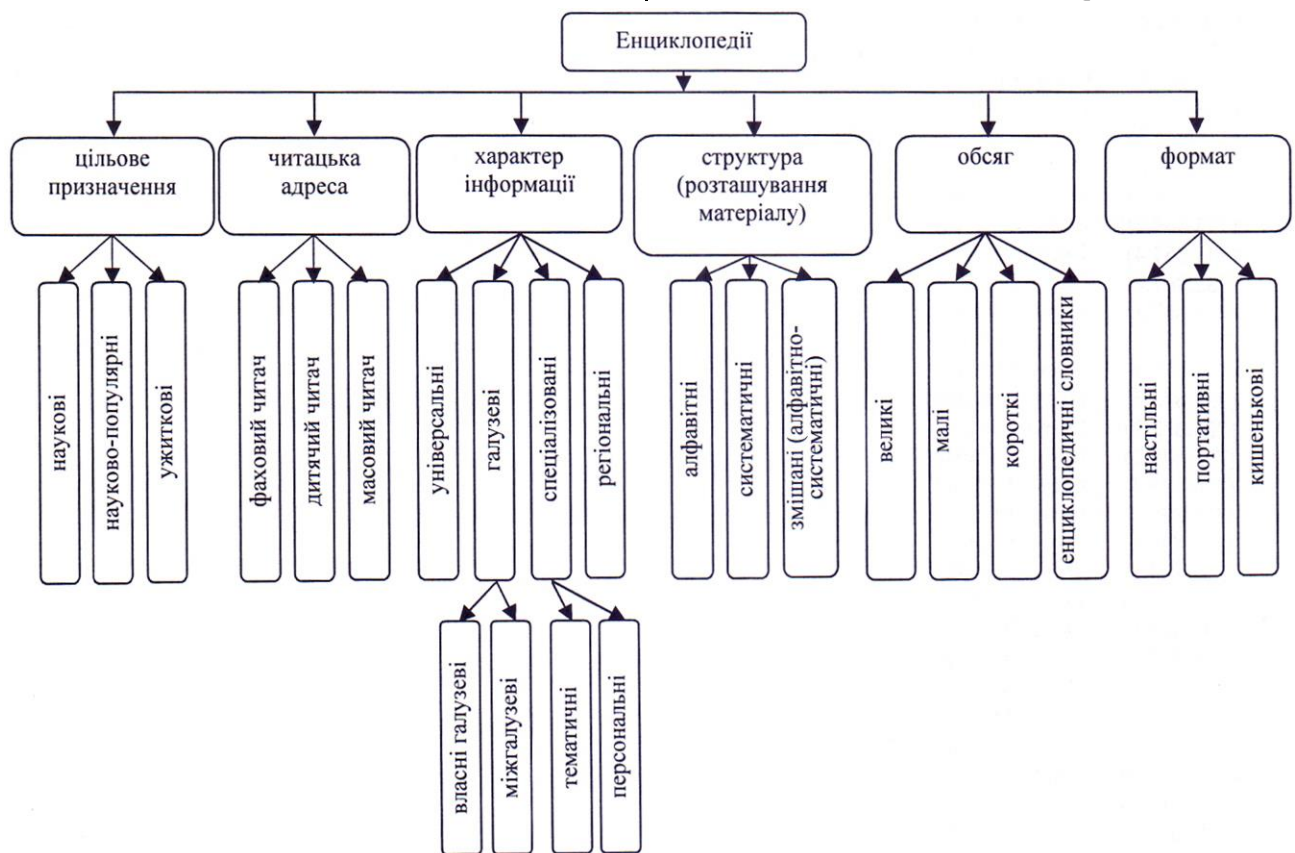 Енциклопедії
цільове
призначення
читацька
адреса
характер
інформації
структура
(розташування
матеріалу)
обсяг
формат
наукові
науково-популярні
ужиткові
фаховий читач
дитячий читач
масовий читач
універсальні
галузеві
спеціалізовані
регіональні
алфавітні
систематичні
змішані (алфавітно-
систематичні)
великі
малі
короткі
енциклопедичні словники
настільні
портативні
кишенькові
власні галузеві
міжгалузеві
тематичні
персональні